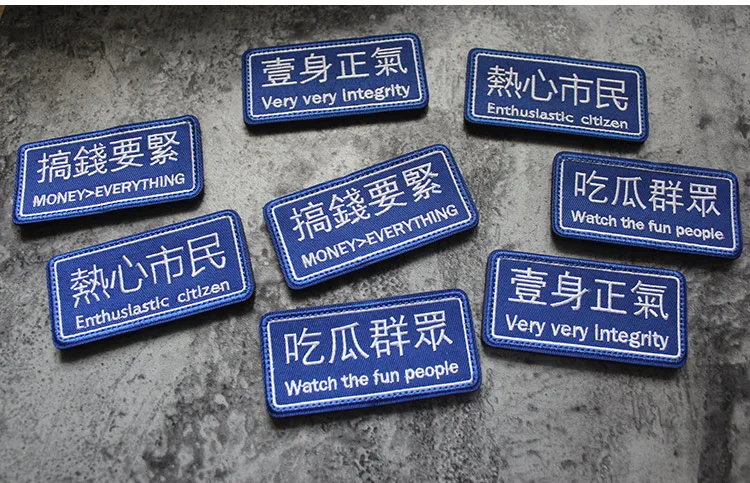 壹身正氣
Very very integrity
熱心市民
Enthusiastic citizen
搞錢要緊
MONEY>EVERYTHING
搞錢要緊
MONEY>EVERYTHING
吃瓜群眾
Watch the fun people
熱心市民
Enthusiastic citizen
壹身正氣
Very very integrity
吃瓜群眾
Watch the fun people